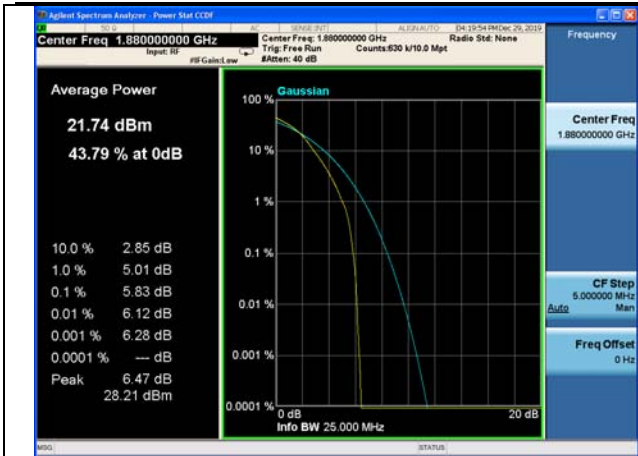 Agilent Spectrum Analyzer - Power Stat CCDF
50 Ω AC SENSE:INT ALIGNAUTO 04:19:54 PM Dec 29, 2019
Center Freq 1.880000000 GHz
Input: RF
#IFGain:Low
Center Freq: 1.880000000 GHz
Trig: Free Run Counts:630 k/10.0 Mpt
#Atten: 40 dB
Radio Std: None
Frequency
Average Power
21.74 dBm
43.79 % at 0dB
10.0 % 2.85 dB
1.0 % 5.01 dB
0.1 % 5.83 dB
0.01 % 6.12 dB
0.001 % 6.28 dB
0.0001 % --- dB
Peak 6.47 dB
28.21 dBm
Gaussian
100 %
10 %
1 %
0.1 %
0.01 %
0.001 %
0.0001 %
0 dB
20 dB
Info BW 25.000 MHz
Center Freq
1.880000000 GHz
CF Step
5.000000 MHz
Auto Man
Freq Offset
0 Hz
MSG
STATUS